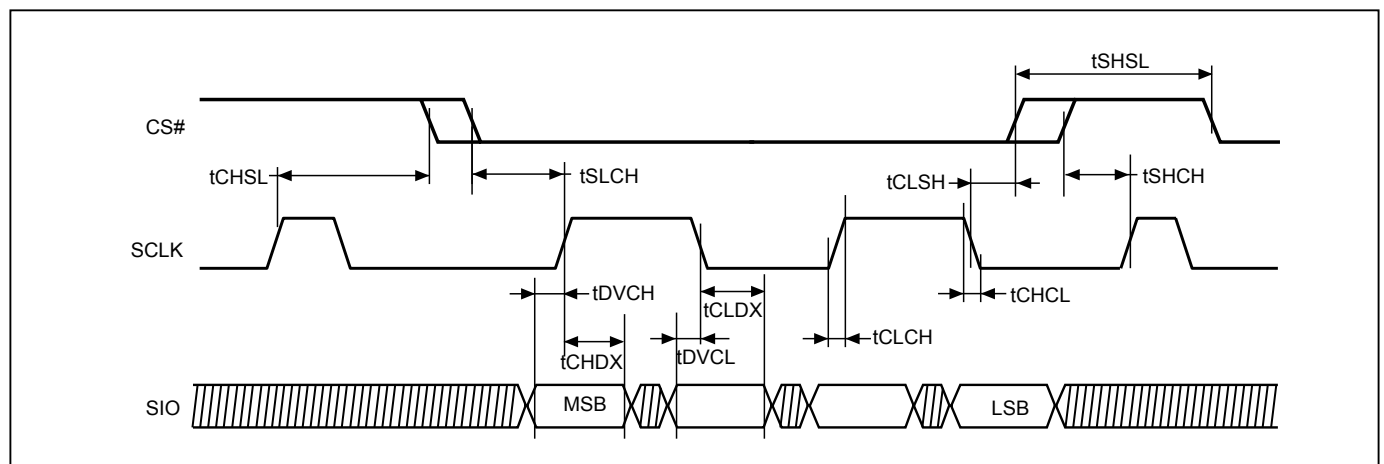 tSHSL
CS#
tCHSL
tSLCH
tCLSH
tSHCH
SCLK
tDVCH
tCLDX
tCHCL
tCHDX
tDVCL
tCLCH
SIO
MSB
LSB